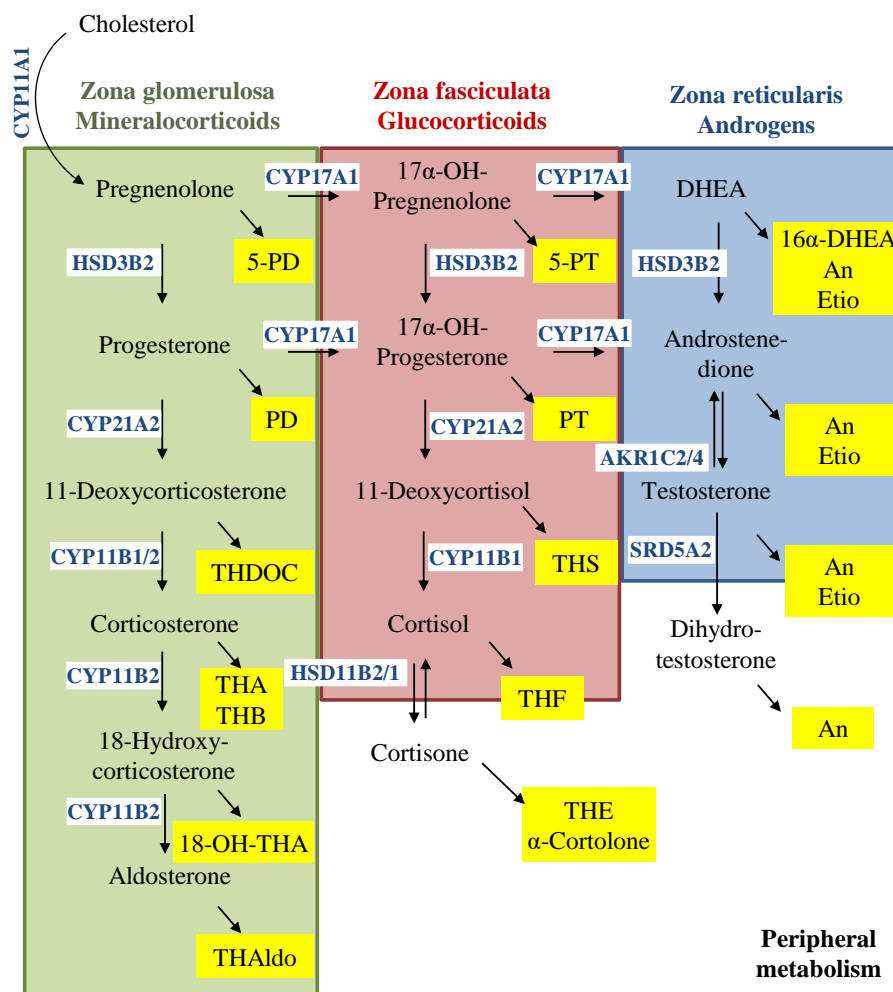 Cholesterol
CYP11A1
Zona glomerulosa
Mineralocorticoids
Zona fasciculata
Glucocorticoids
Zona reticularis
Androgens
Pregnenolone
CYP17A1
17α-OH-
Pregnenolone
CYP17A1
DHEA
HSD3B2
5-PD
HSD3B2
5-PT
HSD3B2
16α-DHEA
An
Etio
Progesterone
CYP17A1
17α-OH-
Progesterone
CYP17A1
Androstene-
dione
CYP21A2
PD
CYP21A2
PT
AKR1C2/4
An
Etio
11-Deoxycorticosterone
11-Deoxycortisol
Testosterone
CYP11B1/2
THDOC
CYP11B1
THS
SRD5A2
An
Etio
Corticosterone
Cortisol
Dihydro-
testosterone
CYP11B2
THA
THB
HSD11B2/1
THF
An
18-Hydroxy-
corticosterone
Cortisone
CYP11B2
18-OH-THA
THE
α-Cortolone
Aldosterone
THAldo
Peripheral
metabolism